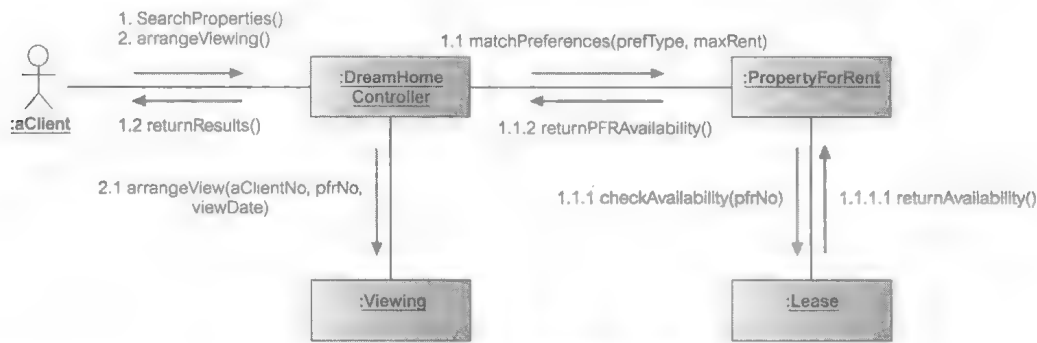 1. SearchProperties()
2. arrangeViewing()
1.1 matchPreferences(prefType, maxRent)
:DreamHome
Controller
:PropertyForRent
:aClient
1.2 returnResults()
1.1.2 returnPFRAvailability()
2.1 arrangeView(aClientNo, pfrNo,
viewDate)
1.1.1 checkAvailability(pfrNo)
1.1.1.1 returnAvailability()
:Viewing
:Lease